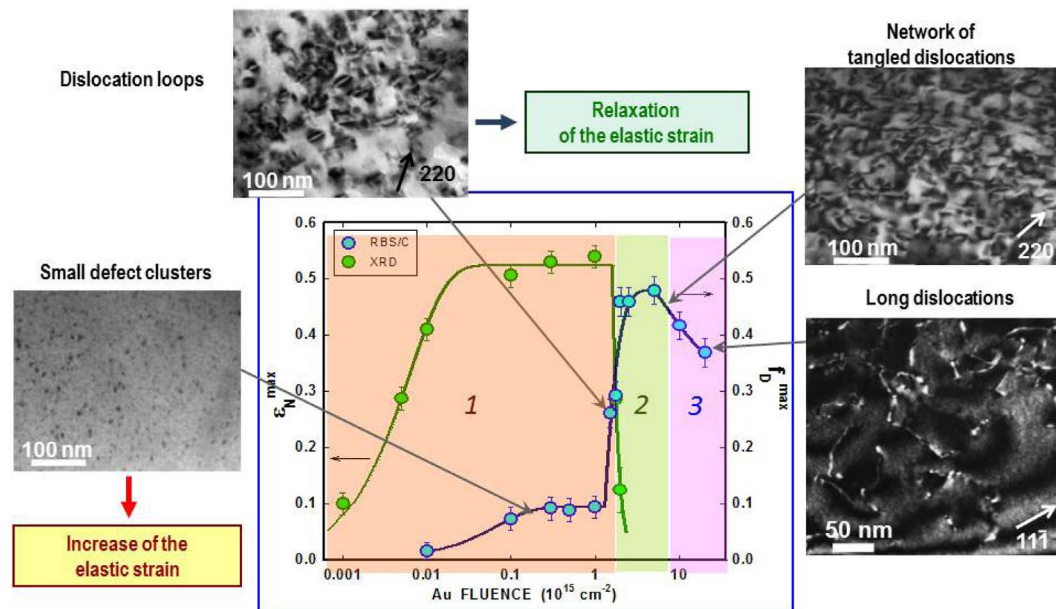 Dislocation loops
100 nm
220
Relaxation
of the elastic strain
Network of
tangled dislocations
100 nm
220
Small defect clusters
100 nm
Increase of the
elastic strain
Long dislocations
50 nm
111̄
RBS/C
XRD
0.6
0.5
0.4
0.3
0.2
0.1
0.0
ε_N^max
1
2
3
0.6
0.5
0.4
0.3
0.2
0.1
0.0
f_D^max
0.001
0.01
0.1
1
10
Au FLUENCE (10¹⁵ cm⁻²)